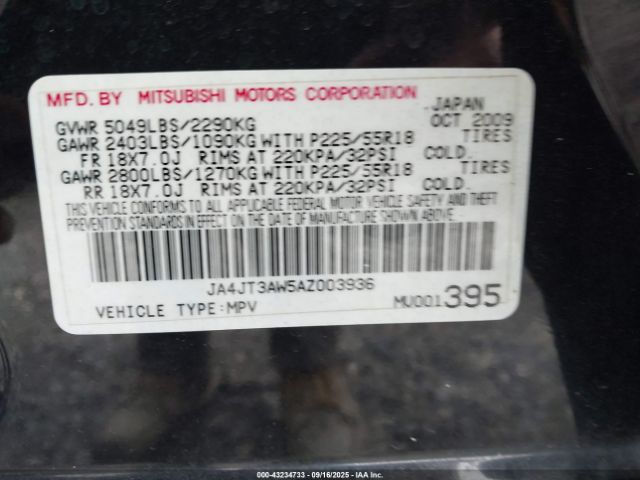 MFD. BY MITSUBISHI MOTORS CORPORATION
JAPAN
GVWR 5049LBS/2290KG OCT 2009
GAWR 2403LBS/1090KG WITH P225/55R18 TIRES
FR 18X7.0J RIMS AT 220KPA/32PSI COLD.
GAWR 2800LBS/1270KG WITH P225/55R18 TIRES
RR 18X7.0J RIMS AT 220KPA/32PSI COLD.
THIS VEHICLE CONFORMS TO ALL APPLICABLE FEDERAL MOTOR VEHICLE SAFETY AND THEFT
PREVENTION STANDARDS IN EFFECT ON THE DATE OF MANUFACTURE SHOWN ABOVE.
JA4JT3AW5AZ003936
VEHICLE TYPE:MPV MU001395
000-43234733 09/16/2025 IAAI.COM